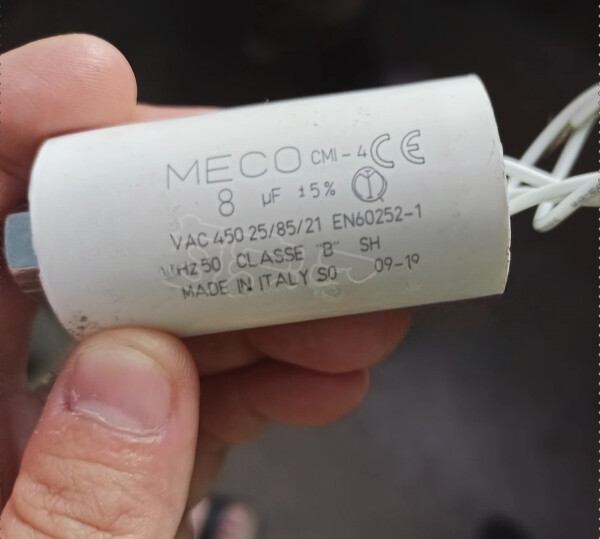 MECO CMI-4 CE
8 µF ±5%
VAC 450 25/85/21 EN60252-1
Hz 50 CLASSE "B" SH
MADE IN ITALY S0 09-19